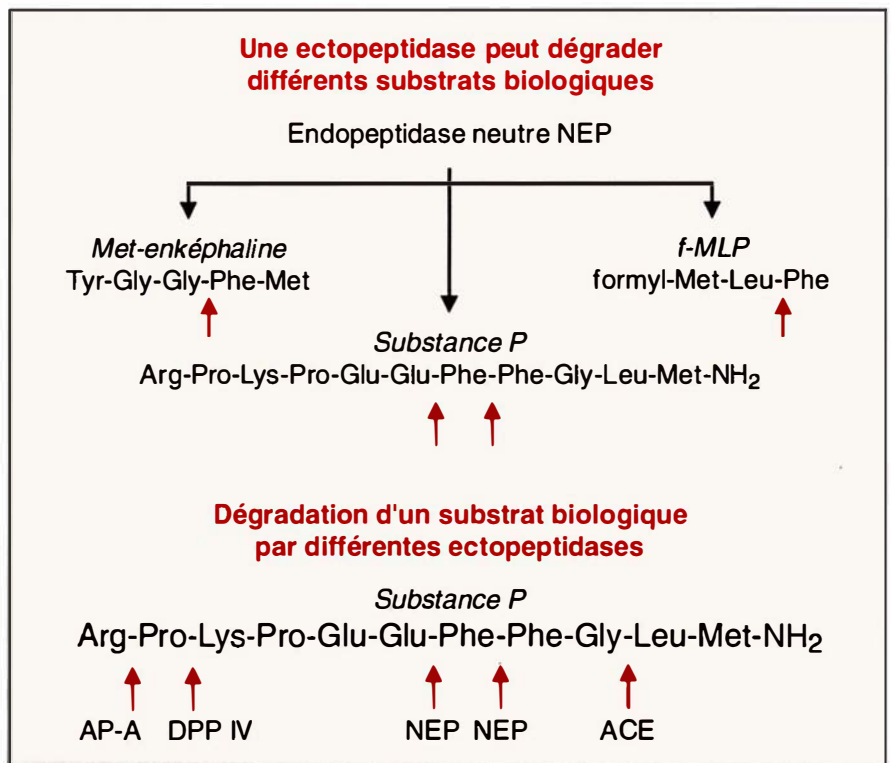 Une ectopeptidase peut dégrader
différents substrats biologiques
Endopeptidase neutre NEP
Met-enképhaline
Tyr-Gly-Gly-Phe-Met
f-MLP
formyl-Met-Leu-Phe
Substance P
Arg-Pro-Lys-Pro-Glu-Glu-Phe-Phe-Gly-Leu-Met-NH₂
Dégradation d'un substrat biologique
par différentes ectopeptidases
Substance P
Arg-Pro-Lys-Pro-Glu-Glu-Phe-Phe-Gly-Leu-Met-NH₂
AP-A DPP IV NEP NEP ACE